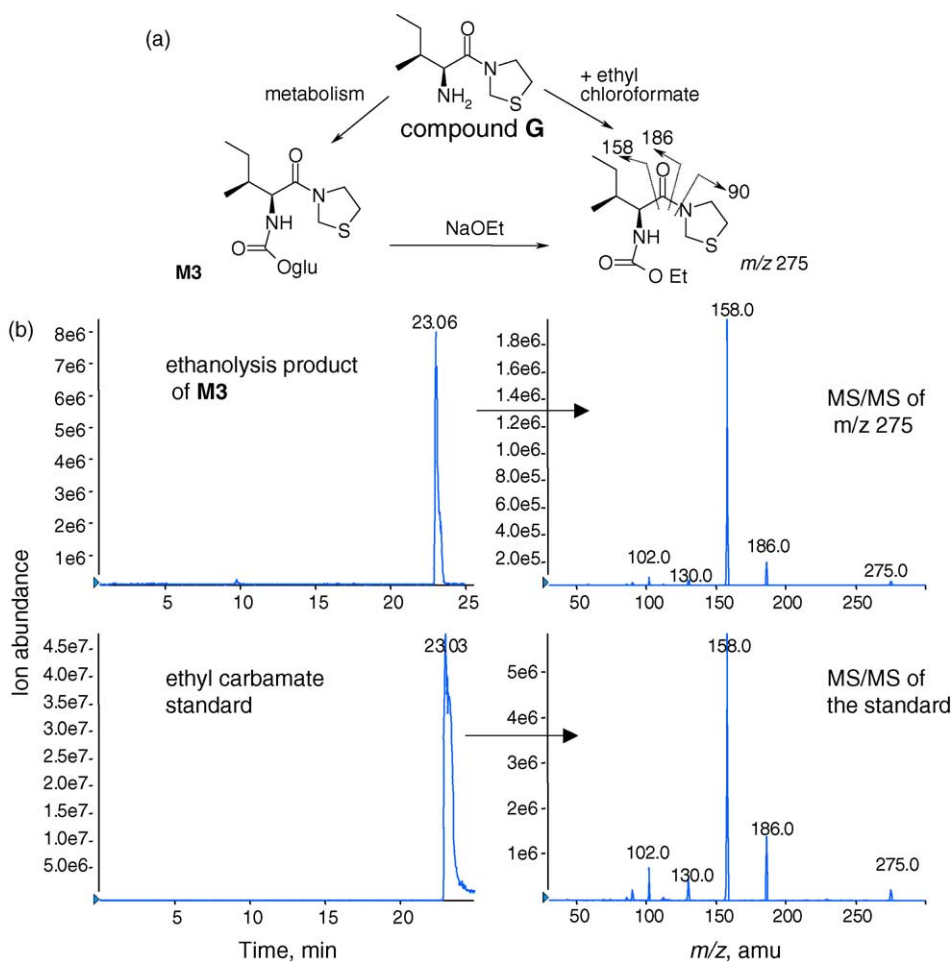 (a)
O
N
NH2
S
compound G
metabolism
+ ethyl
chloroformate
158
186
90
O
N
NH
S
O
Oglu
M3
NaOEt
O
N
NH
S
O
O Et
m/z 275
(b)
Ion abundance
8e6
7e6
6e6
5e6
4e6
3e6
2e6
1e6
23.06
ethanolysis product
of M3
5 10 15 20 25
1.8e6
1.6e6
1.4e6
1.2e6
1.0e6
8.0e5
6.0e5
4.0e5
2.0e5
158.0
MS/MS of
m/z 275
102.0
130.0
186.0
275.0
50 100 150 200 250
4.5e7
4.0e7
3.5e7
3.0e7
2.5e7
2.0e7
1.5e7
1.0e7
5.0e6
23.03
ethyl carbamate
standard
5 10 15 20
Time, min
5e6
4e6
3e6
2e6
1e6
158.0
MS/MS of
the standard
102.0
130.0
186.0
275.0
50 100 150 200 250
m/z, amu